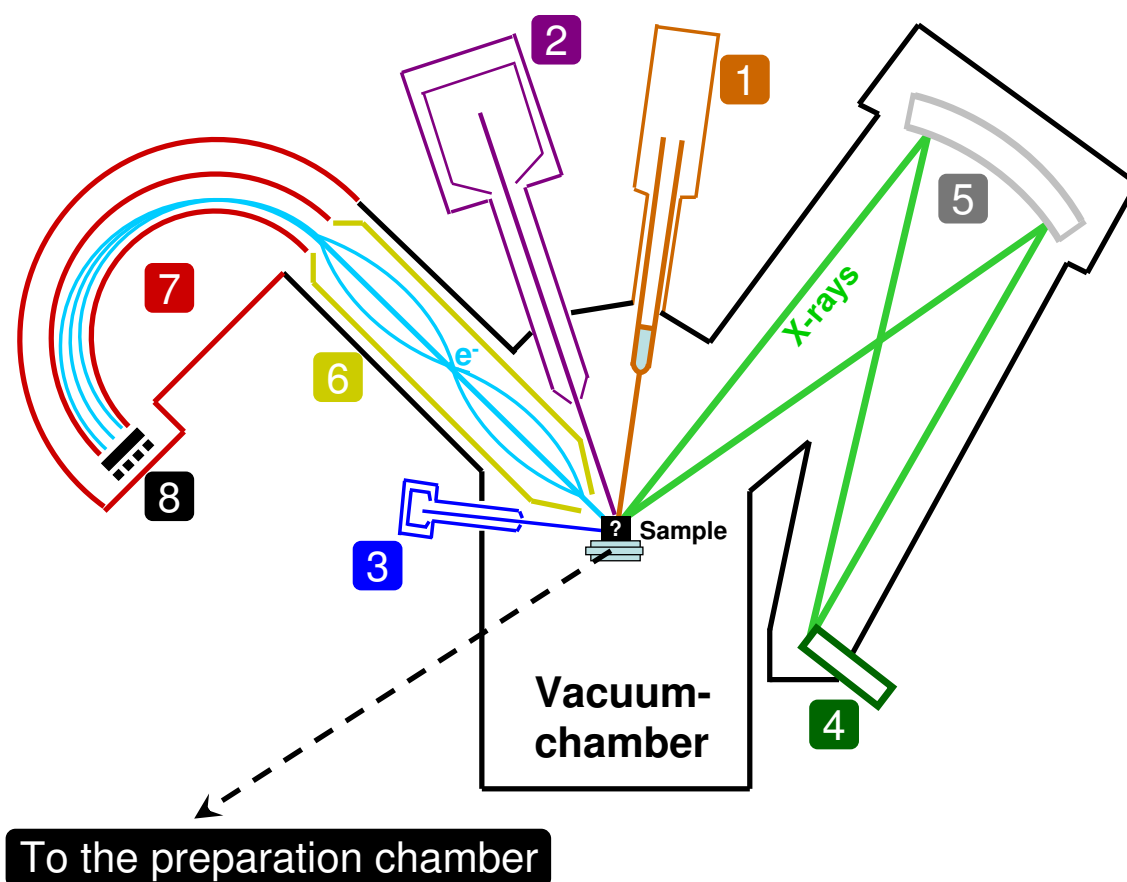 2
1
5
7
X-rays
e-
6
8
?
Sample
3
Vacuum-
chamber
4
To the preparation chamber